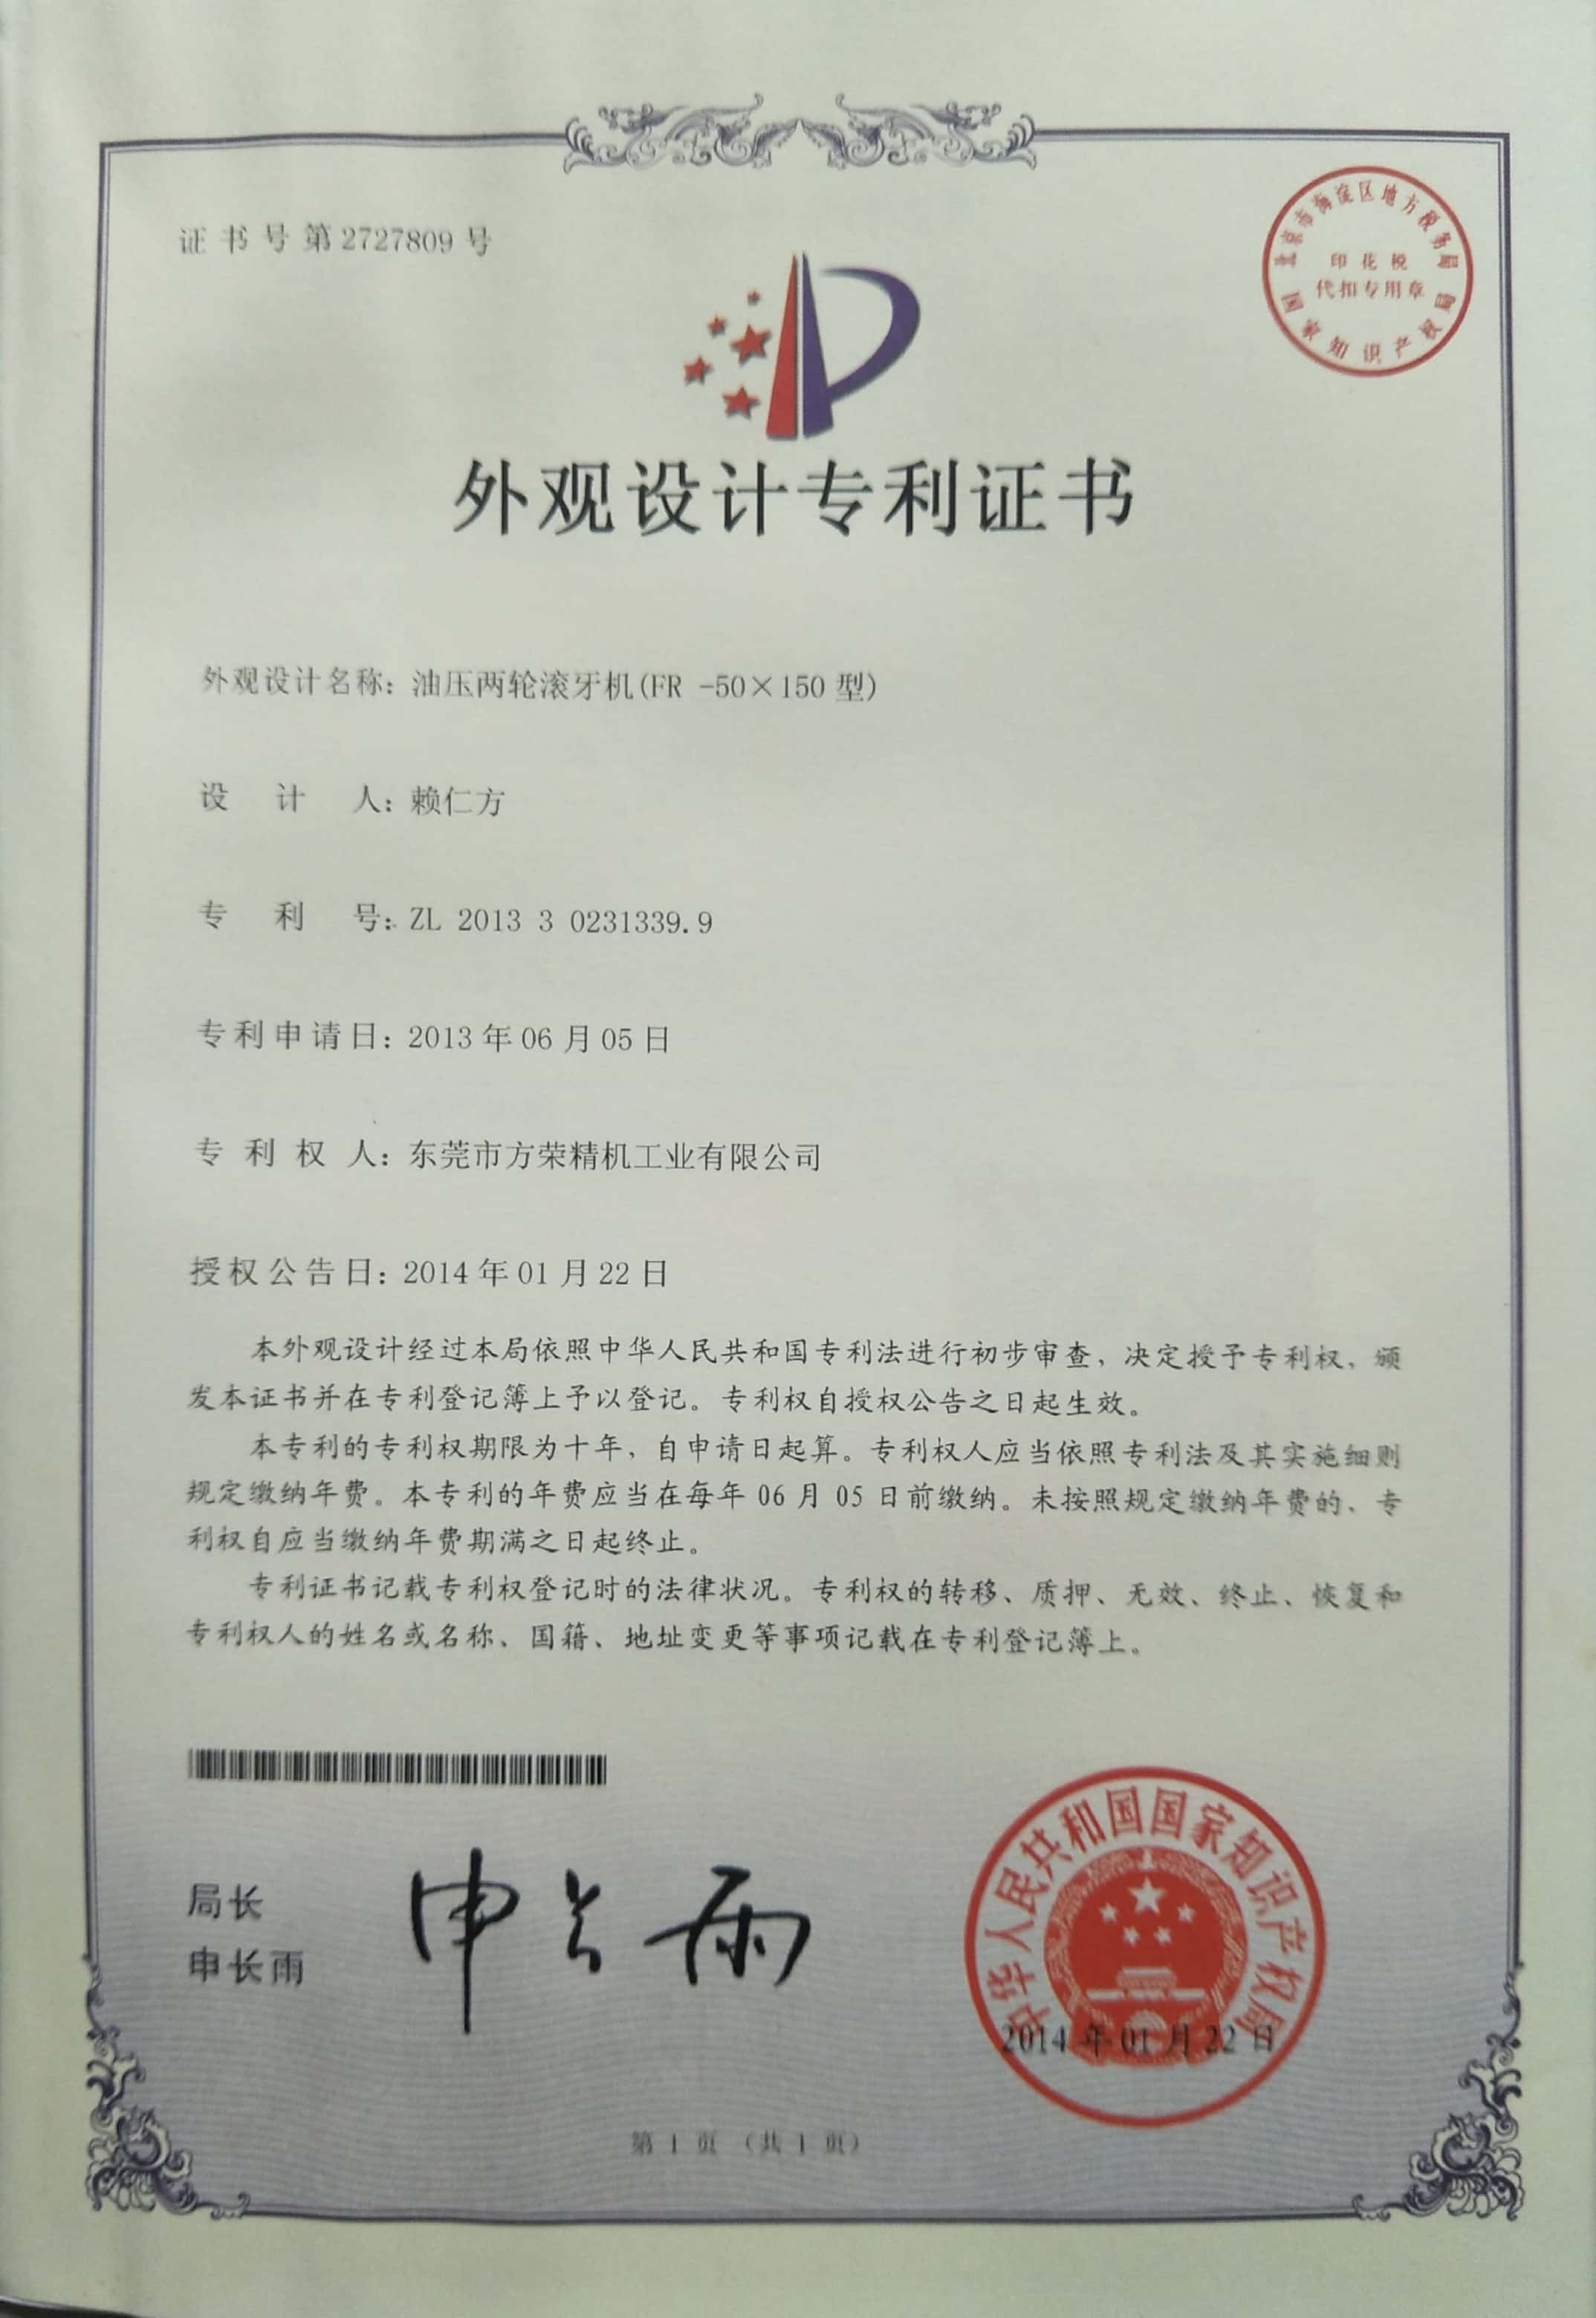 证书号第2727809号
北京市海淀区地方税务局
印花税
代扣专用章
国家知识产权局
外观设计专利证书
外观设计名称：油压两轮滚牙机(FR -50×150 型)
设计人：赖仁方
专利号：ZL 2013 3 0231339.9
专利申请日：2013年06月05日
专利权人：东莞市方荣精机工业有限公司
授权公告日：2014年01月22日
本外观设计经过本局依照中华人民共和国专利法进行初步审查，决定授予专利权，颁
发本证书并在专利登记簿上予以登记。专利权自授权公告之日起生效。
本专利的专利权期限为十年，自申请日起算。专利权人应当依照专利法及其实施细则
规定缴纳年费。本专利的年费应当在每年06月05日前缴纳。未按照规定缴纳年费的，专
利权自应当缴纳年费期满之日起终止。
专利证书记载专利权登记时的法律状况。专利权的转移、质押、无效、终止、恢复和
专利权人的姓名或名称、国籍、地址变更等事项记载在专利登记簿上。
局长
申长雨
申长雨
中华人民共和国国家知识产权局
2014年01月22日
第1页（共1页）